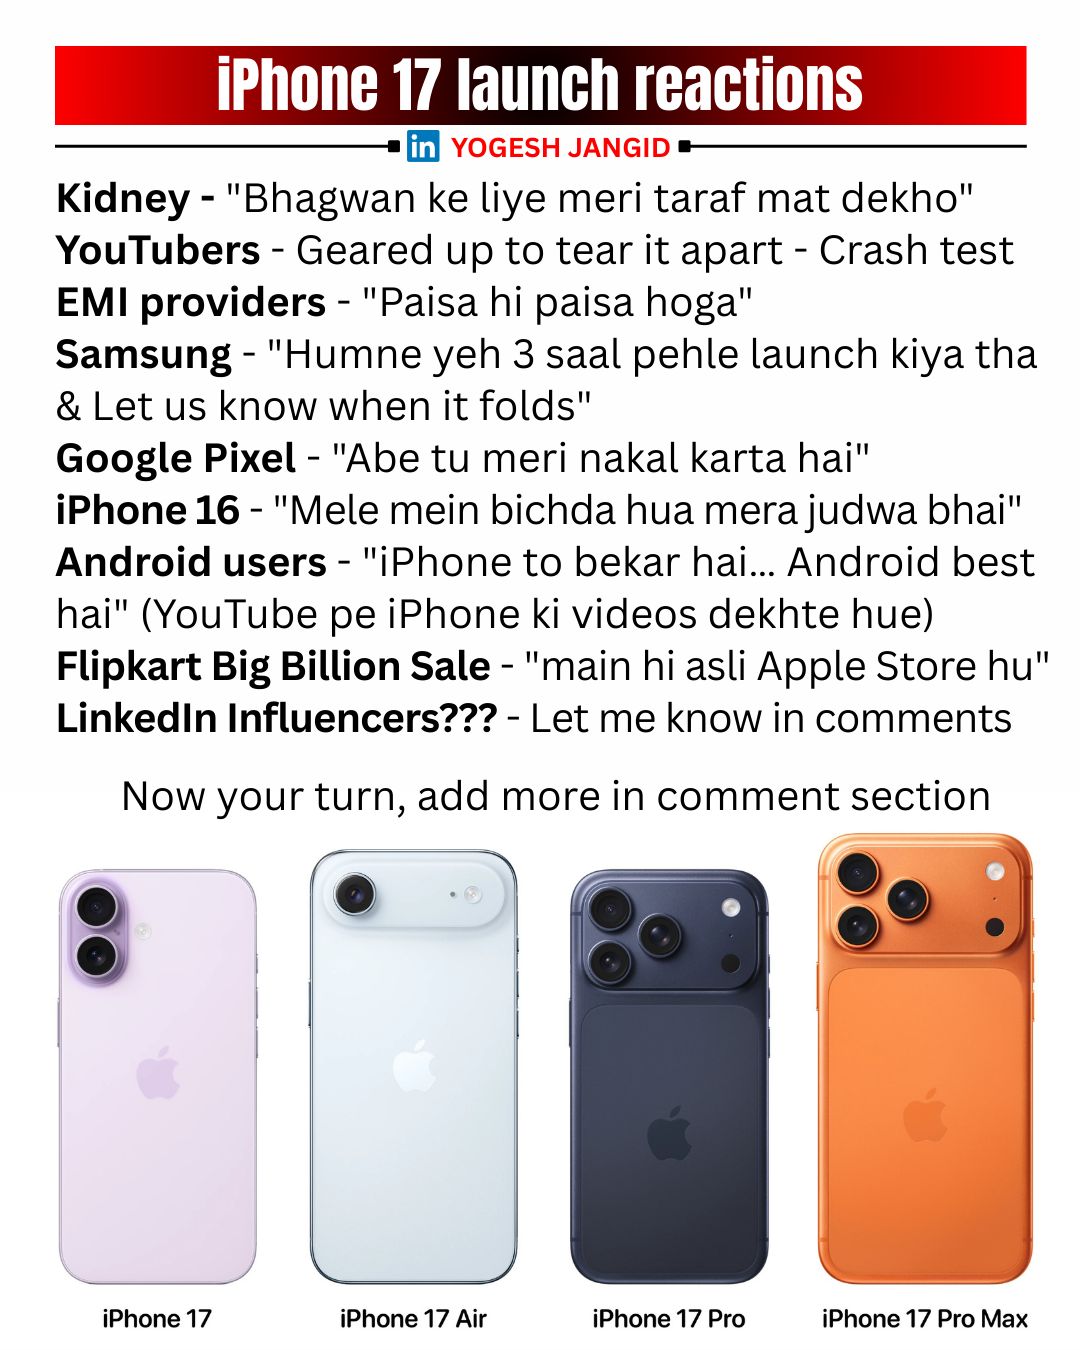 iPhone 17 launch reactions
in YOGESH JANGID
Kidney - "Bhagwan ke liye meri taraf mat dekho"
YouTubers - Geared up to tear it apart - Crash test
EMI providers - "Paisa hi paisa hoga"
Samsung - "Humne yeh 3 saal pehle launch kiya tha
& Let us know when it folds"
Google Pixel - "Abe tu meri nakal karta hai"
iPhone 16 - "Mele mein bichda hua mera judwa bhai"
Android users - "iPhone to bekar hai... Android best
hai" (YouTube pe iPhone ki videos dekhte hue)
Flipkart Big Billion Sale - "main hi asli Apple Store hu"
LinkedIn Influencers??? - Let me know in comments
Now your turn, add more in comment section
iPhone 17
iPhone 17 Air
iPhone 17 Pro
iPhone 17 Pro Max